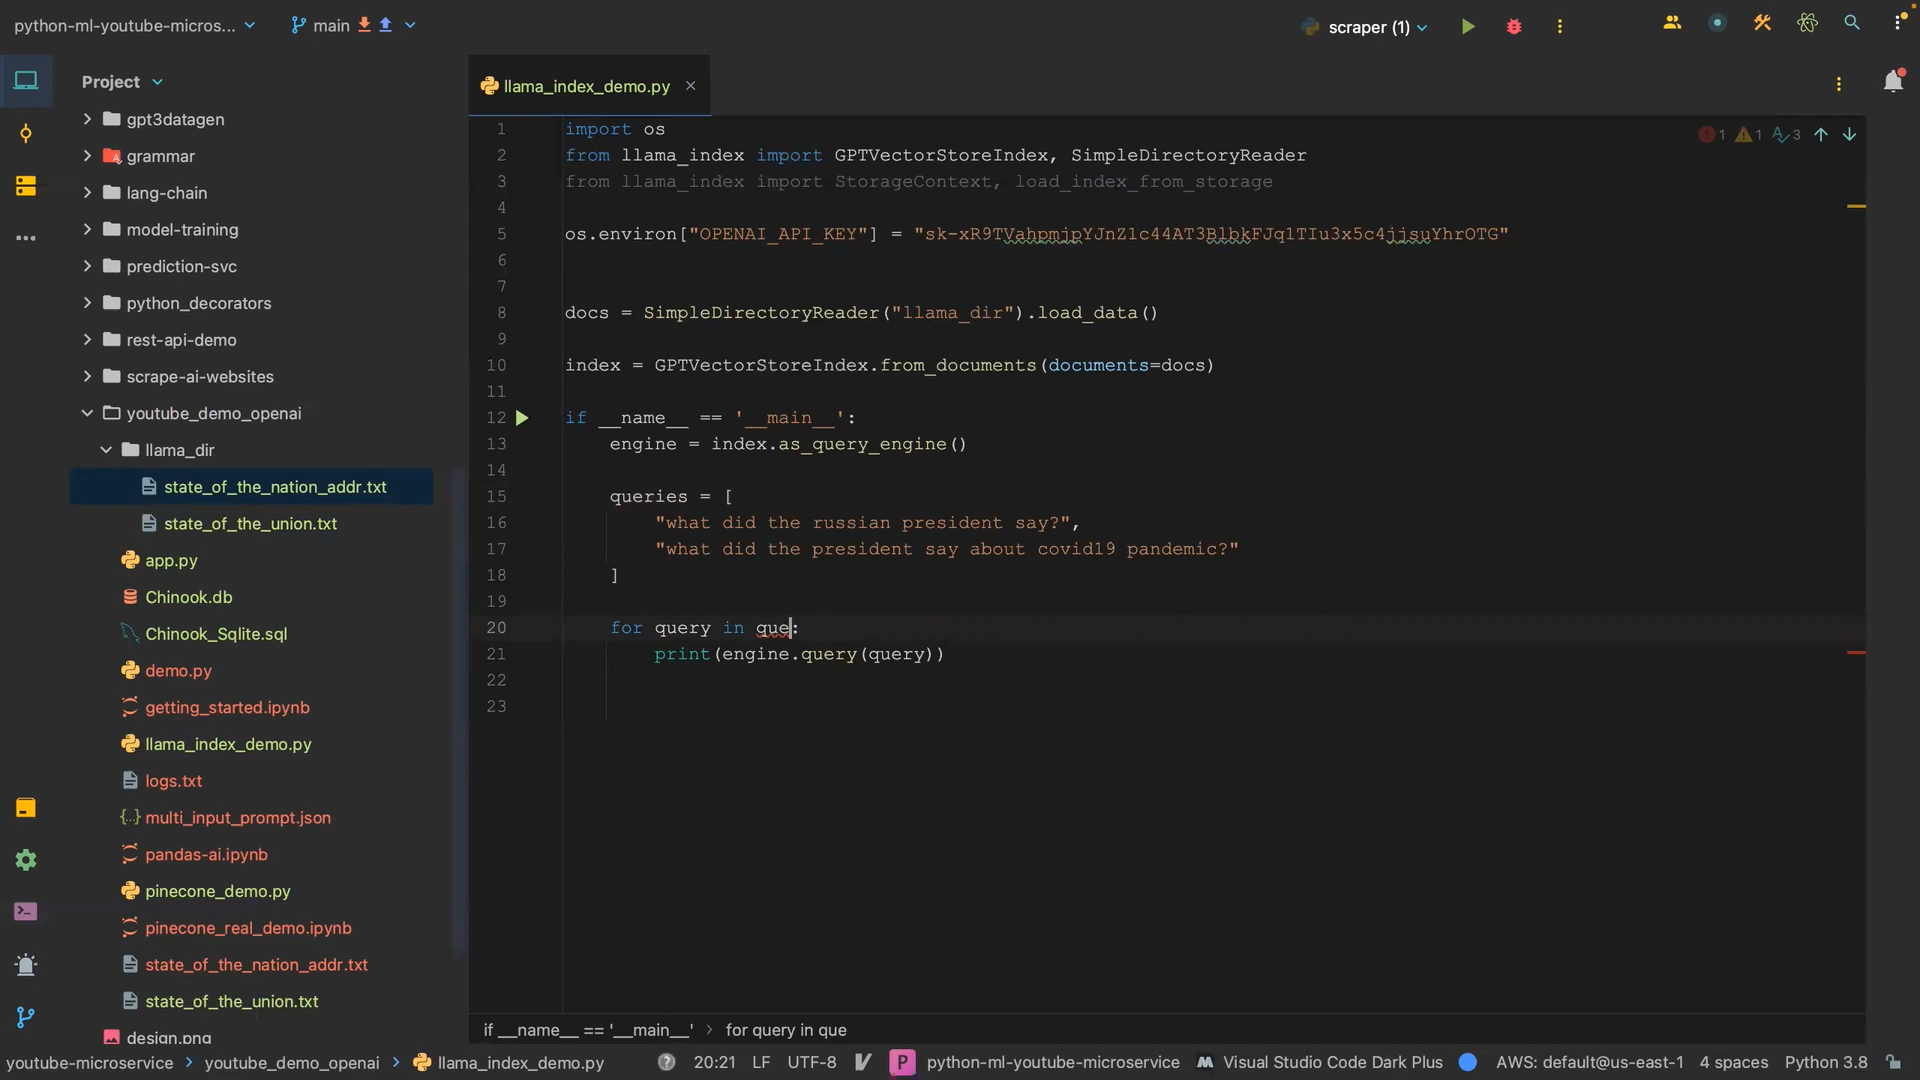 python-ml-youtube-micros...
main
scraper (1)
Project
gpt3datagen
grammar
lang-chain
model-training
prediction-svc
python_decorators
rest-api-demo
scrape-ai-websites
youtube_demo_openai
llama_dir
state_of_the_nation_addr.txt
state_of_the_union.txt
app.py
Chinook.db
Chinook_Sqlite.sql
demo.py
getting_started.ipynb
llama_index_demo.py
logs.txt
multi_input_prompt.json
pandas-ai.ipynb
pinecone_demo.py
pinecone_real_demo.ipynb
state_of_the_nation_addr.txt
state_of_the_union.txt
design.png
llama_index_demo.py
1 1 3
1 import os
2 from llama_index import GPTVectorStoreIndex, SimpleDirectoryReader
3 from llama_index import StorageContext, load_index_from_storage
4
5 os.environ["OPENAI_API_KEY"] =
6
7
8 docs = SimpleDirectoryReader("llama_dir").load_data()
9
10 index = GPTVectorStoreIndex.from_documents(documents=docs)
11
12 if __name__ == '__main__':
13 engine = index.as_query_engine()
14
15 queries = [
16 "what did the russian president say?",
17 "what did the president say about covid19 pandemic?"
18 ]
19
20 for query in que:
21 print(engine.query(query))
22
23
if __name__ == '__main__' > for query in que
youtube-microservice > youtube_demo_openai > llama_index_demo.py
20:21 LF UTF-8 P python-ml-youtube-microservice Visual Studio Code Dark Plus AWS: default@us-east-1 4 spaces Python 3.8